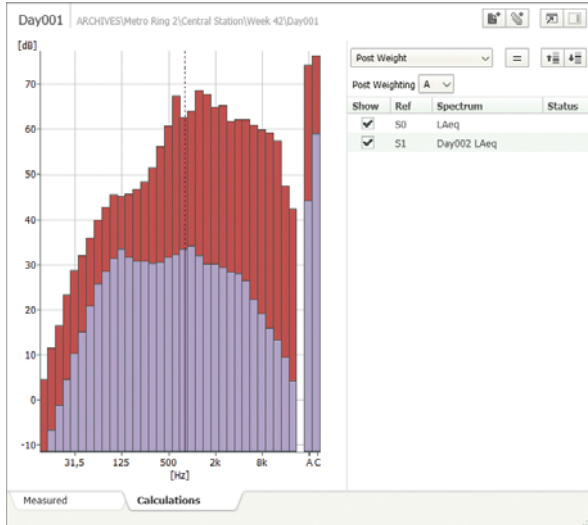 Day001 ARCHIVES\Metro Ring 2\Central Station\Week 42\Day001
[dB]
70
60
50
40
30
20
10
0
-10
31,5 125 500 2k 8k A C
[Hz]
Post Weight =
Post Weighting A
Show Ref Spectrum Status
S0 LAeq
S1 Day002 LAeq
Measured Calculations